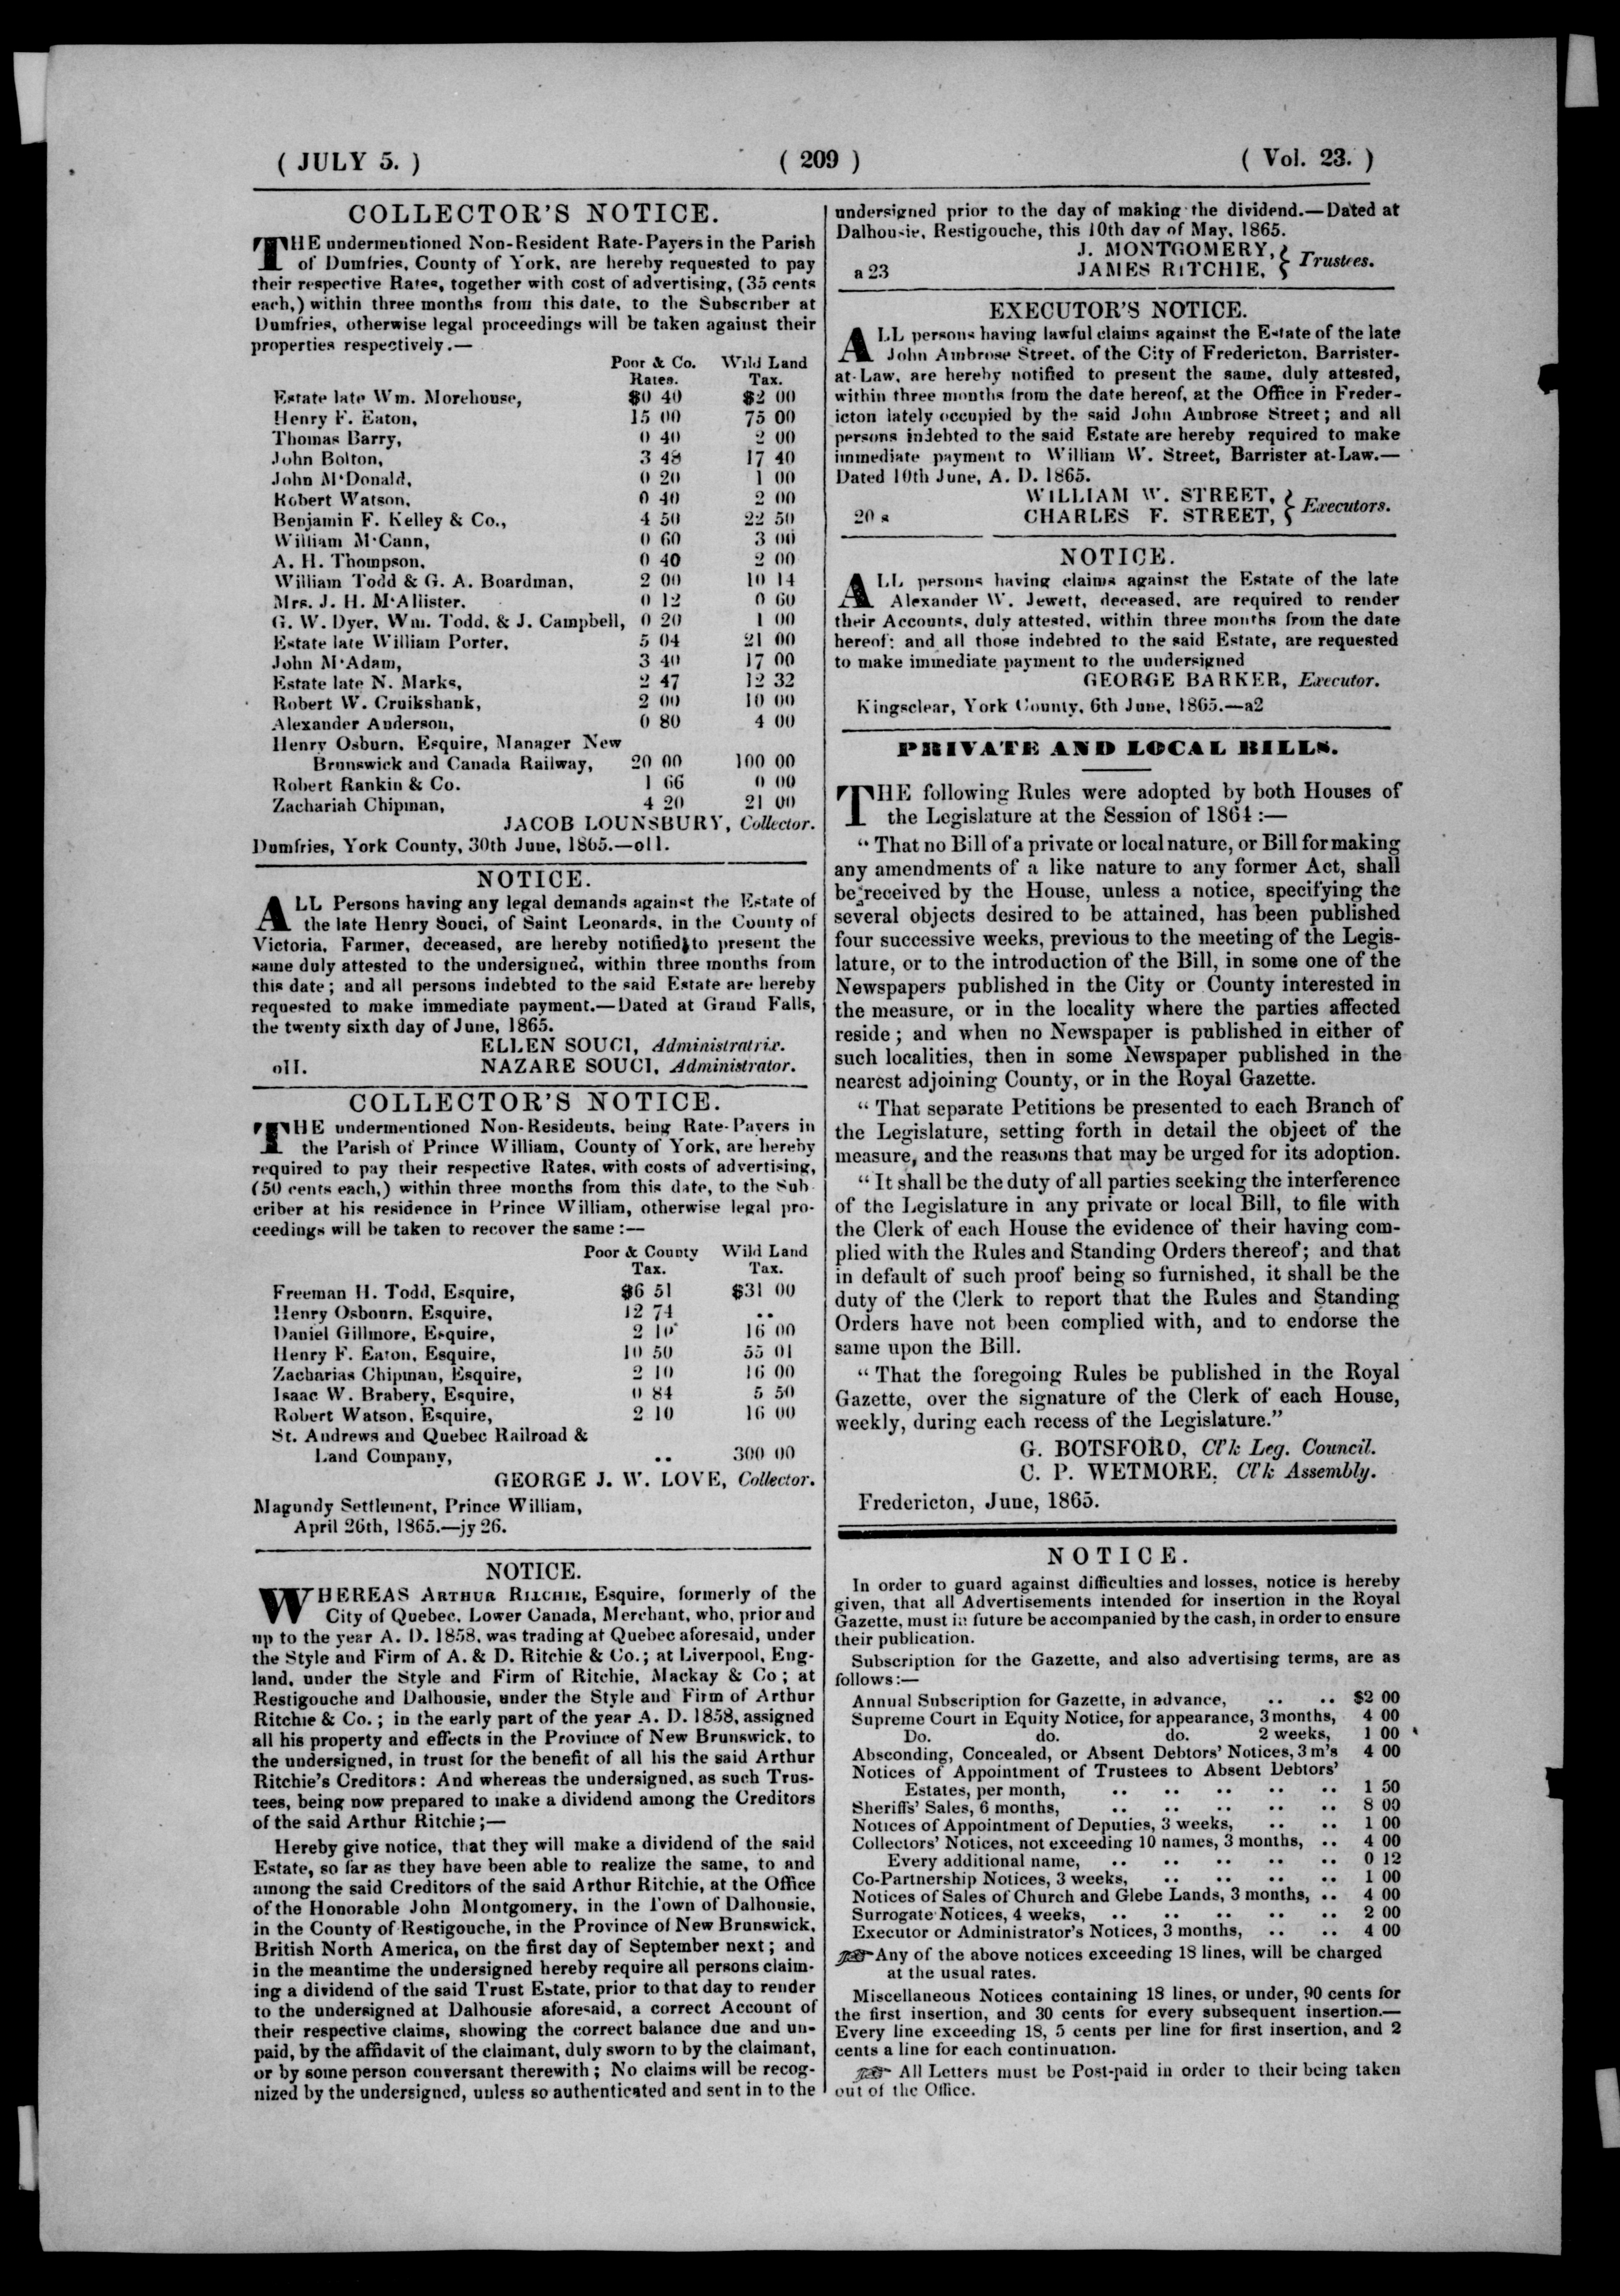 ( JULY 5. ) ( 209 ) ( Vol. 23. )
COLLECTOR'S NOTICE.
THE undermentioned Non-Resident Rate-Payers in the Parish
of Dumfries, County of York, are hereby requested to pay
their respective Rates, together with cost of advertising, (35 cents
each,) within three months from this date, to the Subscriber at
Dumfries, otherwise legal proceedings will be taken against their
properties respectively.—
Poor & Co. Wild Land
Rates. Tax.
Estate late Wm. Morehouse, $0 40 $2 00
Henry F. Eaton, 15 00 75 00
Thomas Barry, 0 40 2 00
John Bolton, 3 48 17 40
John M'Donald, 0 20 1 00
Robert Watson, 0 40 2 00
Benjamin F. Kelley & Co., 4 50 22 50
William M'Cann, 0 60 3 00
A. H. Thompson, 0 40 2 00
William Todd & G. A. Boardman, 2 00 10 14
Mrs. J. H. M'Allister. 0 12 0 60
G. W. Dyer, Wm. Todd, & J. Campbell, 0 20 1 00
Estate late William Porter, 5 04 21 00
John M'Adam, 3 40 17 00
Estate late N. Marks, 2 47 12 32
Robert W. Cruikshank, 2 00 10 00
Alexander Anderson, 0 80 4 00
Henry Osburn, Esquire, Manager New
Brunswick and Canada Railway, 20 00 100 00
Robert Rankin & Co. 1 66 0 00
Zachariah Chipman, 4 20 21 00
JACOB LOUNSBURY, Collector.
Dumfries, York County, 30th June, 1865.—o11.
NOTICE.
ALL Persons having any legal demands against the Estate of
the late Henry Souci, of Saint Leonards, in the County of
Victoria, Farmer, deceased, are hereby notified to present the
same duly attested to the undersigned, within three months from
this date; and all persons indebted to the said Estate are hereby
requested to make immediate payment.—Dated at Grand Falls,
the twenty sixth day of June, 1865.
ELLEN SOUCI, Administratrix.
o11. NAZARE SOUCI, Administrator.
COLLECTOR'S NOTICE.
THE undermentioned Non-Residents, being Rate-Payers in
the Parish of Prince William, County of York, are hereby
required to pay their respective Rates, with costs of advertising,
(50 cents each,) within three months from this date, to the Sub
criber at his residence in Prince William, otherwise legal pro-
ceedings will be taken to recover the same:—
Poor & County Wild Land
Tax. Tax.
Freeman H. Todd, Esquire, $6 51 $31 00
Henry Osbonrn, Esquire, 12 74 ..
Daniel Gillmore, Esquire, 2 10 16 00
Henry F. Eaton, Esquire, 10 50 55 01
Zacharias Chipman, Esquire, 2 10 16 00
Isaac W. Brabery, Esquire, 0 84 5 50
Robert Watson, Esquire, 2 10 16 00
St. Andrews and Quebec Railroad &
Land Company, .. 300 00
GEORGE J. W. LOVE, Collector.
Magundy Settlement, Prince William,
April 26th, 1865.—jy 26.
NOTICE.
WHEREAS ARTHUR RILCHIE, Esquire, formerly of the
City of Quebec, Lower Canada, Merchant, who, prior and
up to the year A. D. 1858, was trading at Quebec aforesaid, under
the Style and Firm of A. & D. Ritchie & Co.; at Liverpool, Eng-
land, under the Style and Firm of Ritchie, Mackay & Co; at
Restigouche and Dalhousie, under the Style and Firm of Arthur
Ritchie & Co.; in the early part of the year A. D. 1858, assigned
all his property and effects in the Province of New Brunswick, to
the undersigned, in trust for the benefit of all his the said Arthur
Ritchie's Creditors: And whereas the undersigned, as such Trus-
tees, being now prepared to make a dividend among the Creditors
of the said Arthur Ritchie;—
Hereby give notice, that they will make a dividend of the said
Estate, so far as they have been able to realize the same, to and
among the said Creditors of the said Arthur Ritchie, at the Office
of the Honorable John Montgomery, in the Town of Dalhousie,
in the County of Restigouche, in the Province of New Brunswick,
British North America, on the first day of September next; and
in the meantime the undersigned hereby require all persons claim-
ing a dividend of the said Trust Estate, prior to that day to render
to the undersigned at Dalhousie aforesaid, a correct Account of
their respective claims, showing the correct balance due and un-
paid, by the affidavit of the claimant, duly sworn to by the claimant,
or by some person conversant therewith; No claims will be recog-
nized by the undersigned, unless so authenticated and sent in to the
undersigned prior to the day of making the dividend.—Dated at
Dalhousie, Restigouche, this 10th day of May, 1865.
J. MONTGOMERY, } Trustees.
a 23 JAMES RITCHIE, }
EXECUTOR'S NOTICE.
ALL persons having lawful claims against the Estate of the late
John Ambrose Street, of the City of Fredericton, Barrister-
at-Law, are hereby notified to present the same, duly attested,
within three months from the date hereof, at the Office in Freder-
icton lately occupied by the said John Ambrose Street; and all
persons indebted to the said Estate are hereby required to make
immediate payment to William W. Street, Barrister at-Law.—
Dated 10th June, A. D. 1865.
WILLIAM W. STREET, } Executors.
20 s CHARLES F. STREET, }
NOTICE.
ALL persons having claims against the Estate of the late
Alexander W. Jewett, deceased, are required to render
their Accounts, duly attested, within three months from the date
hereof: and all those indebted to the said Estate, are requested
to make immediate payment to the undersigned
GEORGE BARKER, Executor.
Kingsclear, York County, 6th June, 1865.—a2
PRIVATE AND LOCAL BILLS.
THE following Rules were adopted by both Houses of
the Legislature at the Session of 1864:—
"That no Bill of a private or local nature, or Bill for making
any amendments of a like nature to any former Act, shall
be received by the House, unless a notice, specifying the
several objects desired to be attained, has been published
four successive weeks, previous to the meeting of the Legis-
lature, or to the introduction of the Bill, in some one of the
Newspapers published in the City or County interested in
the measure, or in the locality where the parties affected
reside; and when no Newspaper is published in either of
such localities, then in some Newspaper published in the
nearest adjoining County, or in the Royal Gazette.
"That separate Petitions be presented to each Branch of
the Legislature, setting forth in detail the object of the
measure, and the reasons that may be urged for its adoption.
"It shall be the duty of all parties seeking the interference
of the Legislature in any private or local Bill, to file with
the Clerk of each House the evidence of their having com-
plied with the Rules and Standing Orders thereof; and that
in default of such proof being so furnished, it shall be the
duty of the Clerk to report that the Rules and Standing
Orders have not been complied with, and to endorse the
same upon the Bill.
"That the foregoing Rules be published in the Royal
Gazette, over the signature of the Clerk of each House,
weekly, during each recess of the Legislature."
G. BOTSFORD, Cl'k Leg. Council.
C. P. WETMORE, Cl'k Assembly.
Fredericton, June, 1865.
NOTICE.
In order to guard against difficulties and losses, notice is hereby
given, that all Advertisements intended for insertion in the Royal
Gazette, must in future be accompanied by the cash, in order to ensure
their publication.
Subscription for the Gazette, and also advertising terms, are as
follows:—
Annual Subscription for Gazette, in advance, .. .. $2 00
Supreme Court in Equity Notice, for appearance, 3 months, 4 00
Do. do. do. 2 weeks, 1 00
Absconding, Concealed, or Absent Debtors' Notices, 3 m's 4 00
Notices of Appointment of Trustees to Absent Debtors'
Estates, per month, .. .. .. .. .. 1 50
Sheriffs' Sales, 6 months, .. .. .. .. .. 8 00
Notices of Appointment of Deputies, 3 weeks, .. .. 1 00
Collectors' Notices, not exceeding 10 names, 3 months, .. 4 00
Every additional name, .. .. .. .. .. 0 12
Co-Partnership Notices, 3 weeks, .. .. .. .. 1 00
Notices of Sales of Church and Glebe Lands, 3 months, .. 4 00
Surrogate Notices, 4 weeks, .. .. .. .. .. 2 00
Executor or Administrator's Notices, 3 months, .. .. 4 00
☞ Any of the above notices exceeding 18 lines, will be charged
at the usual rates.
Miscellaneous Notices containing 18 lines, or under, 90 cents for
the first insertion, and 30 cents for every subsequent insertion.—
Every line exceeding 18, 5 cents per line for first insertion, and 2
cents a line for each continuation.
☞ All Letters must be Post-paid in order to their being taken
out of the Office.